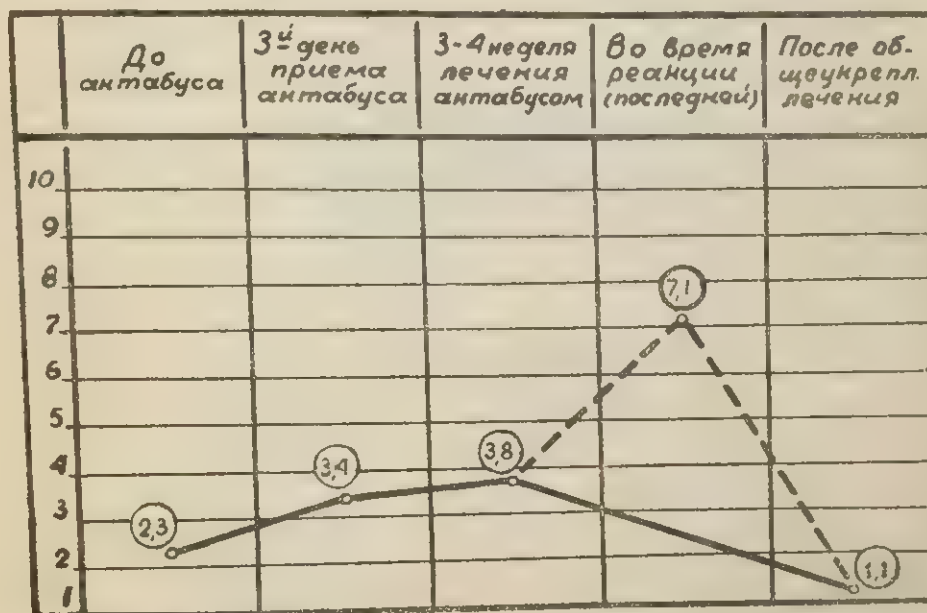 До
антабуса
3й день
приема
антабуса
3-4 неделя
лечения
антабусом
Во время
реакции
(последней)
После об-
щеукрепл.
лечения
10
9
8
7
6
5
4
3
2
1
2,3
3,4
3,8
7,1
1,1